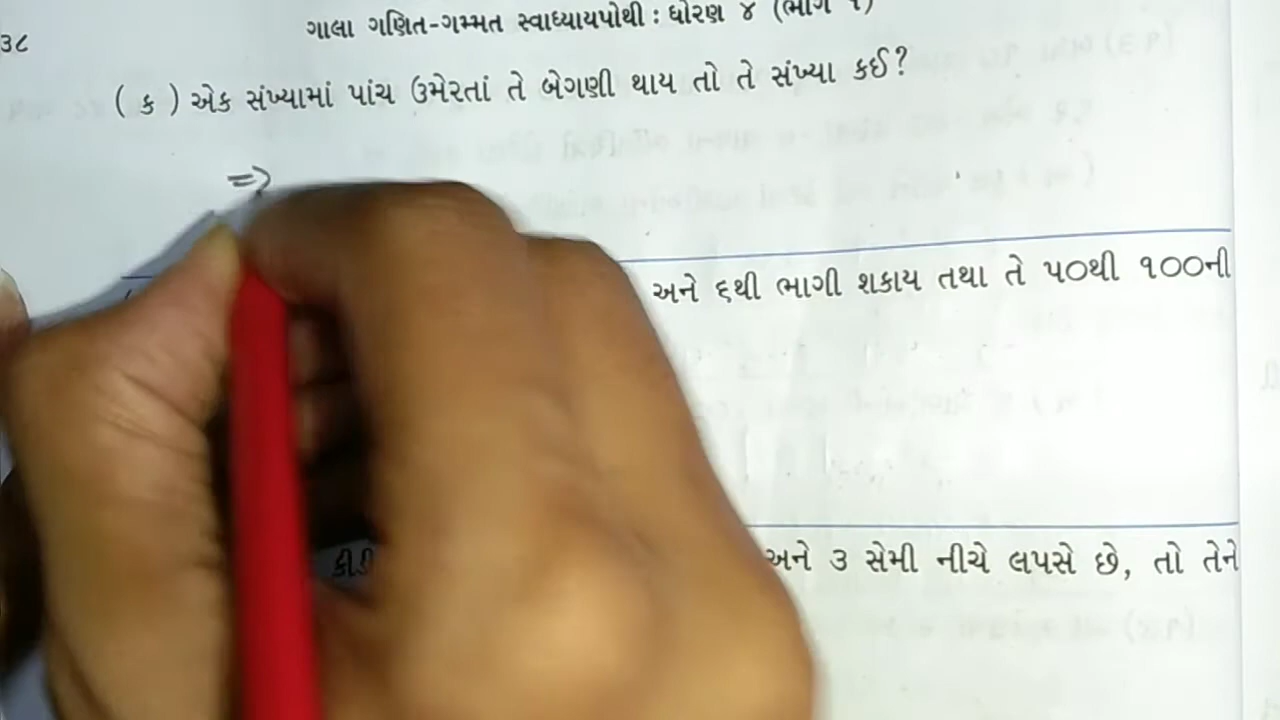 ગાલા ગણિત-ગમ્મત સ્વાધ્યાયપોથી : ધોરણ ૪ (ભાગ ૧)
૩૮
( ક ) એક સંખ્યામાં પાંચ ઉમેરતાં તે બેગણી થાય તો તે સંખ્યા કઈ?
=>
અને ૬થી ભાગી શકાય તથા તે ૫૦થી ૧૦૦ની
અને ૩ સેમી નીચે લપસે છે, તો તેને